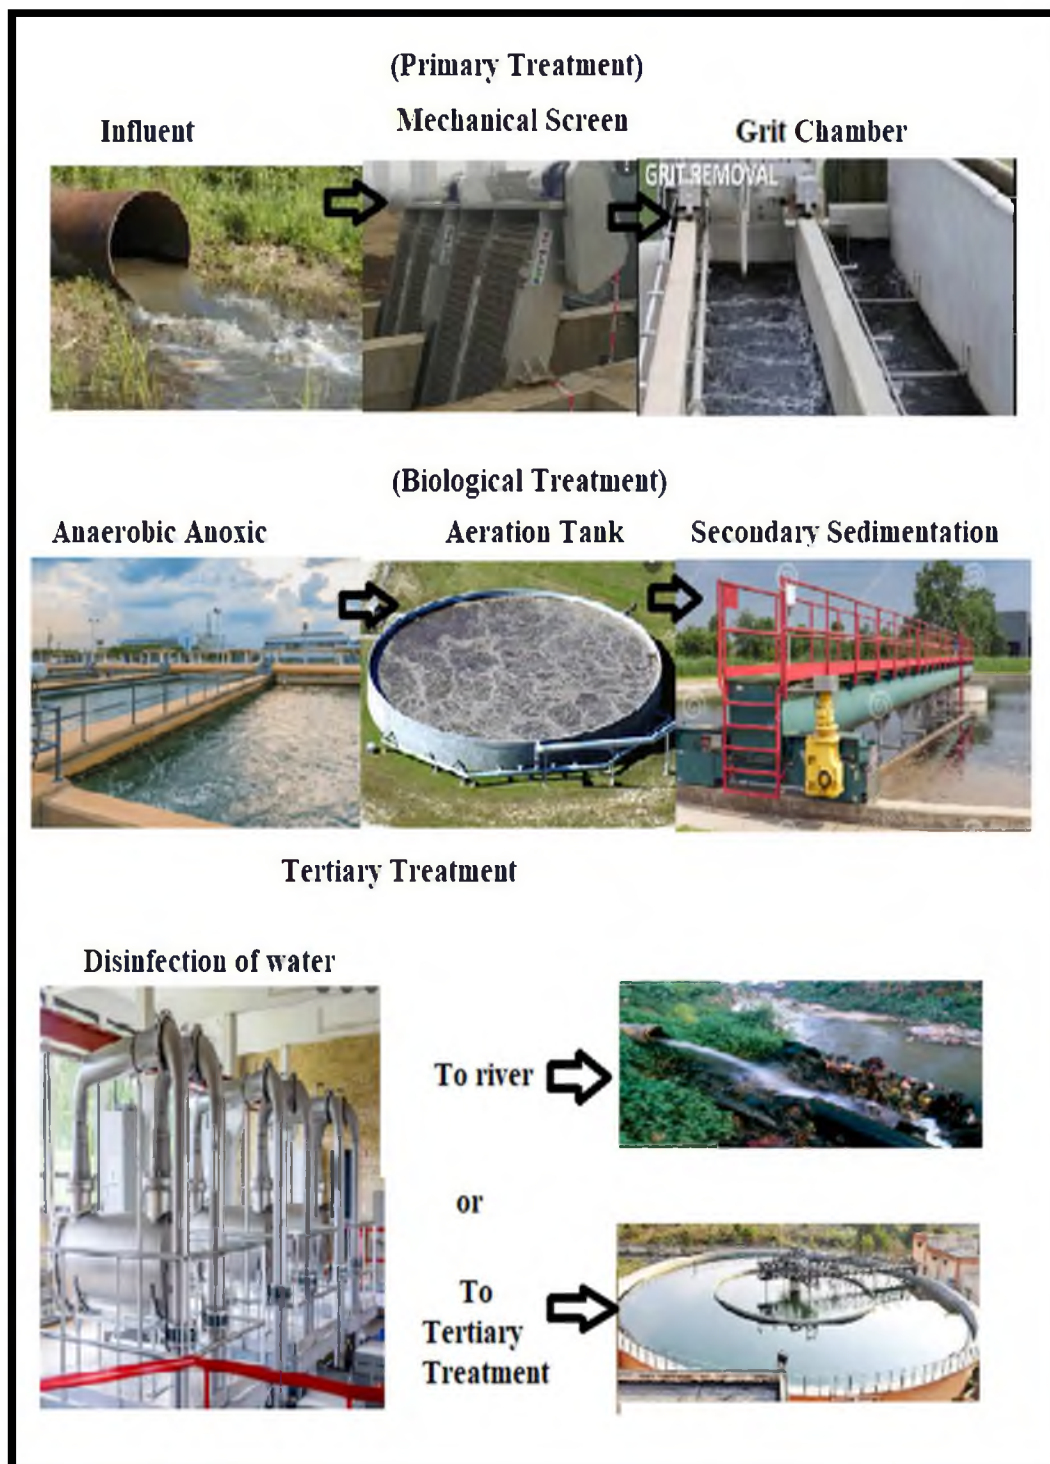 (Primary Treatment)
Influent
Mechanical Screen
Grit Chamber
GRIT REMOVAL
(Biological Treatment)
Anaerobic Anoxic
Aeration Tank
Secondary Sedimentation
Tertiary Treatment
Disinfection of water
To river
or
To
Tertiary
Treatment